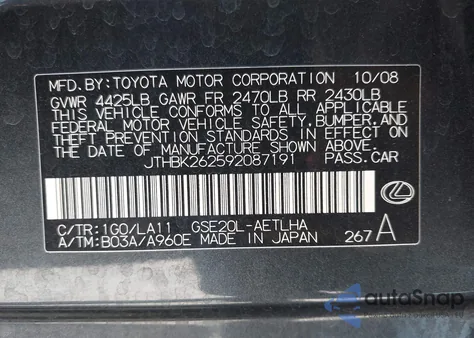 MFD.BY:TOYOTA MOTOR CORPORATION 10/08
GVWR 4425LB GAWR FR 2470LB RR 2430LB
THIS VEHICLE CONFORMS TO ALL APPLICABLE
FEDERAL MOTOR VEHICLE SAFETY, BUMPER, AND
THEFT PREVENTION STANDARDS IN EFFECT ON
THE DATE OF MANUFACTURE SHOWN ABOVE.
JTHBK262592087191 PASS.CAR
C/TR:1G0/LA11 GSE20L-AETLHA
A/TM:B03A/A960E MADE IN JAPAN 267 A
autoSnap